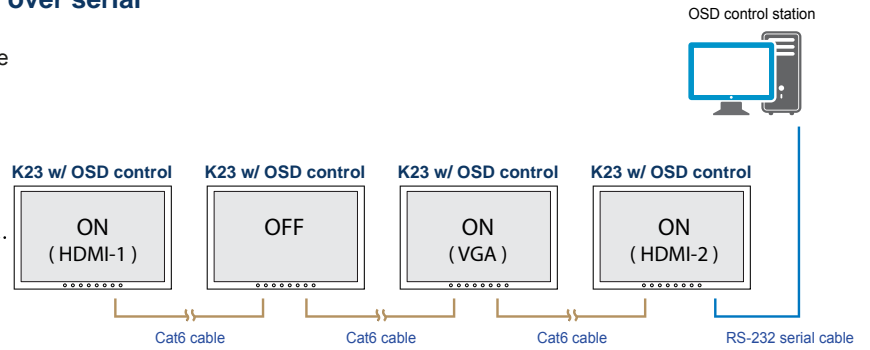 over serial
OSD control station
e
K23 w/ OSD control K23 w/ OSD control K23 w/ OSD control K23 w/ OSD control
ON OFF ON ON
( HDMI-1 ) ( VGA ) ( HDMI-2 )
.
Cat6 cable Cat6 cable Cat6 cable RS-232 serial cable